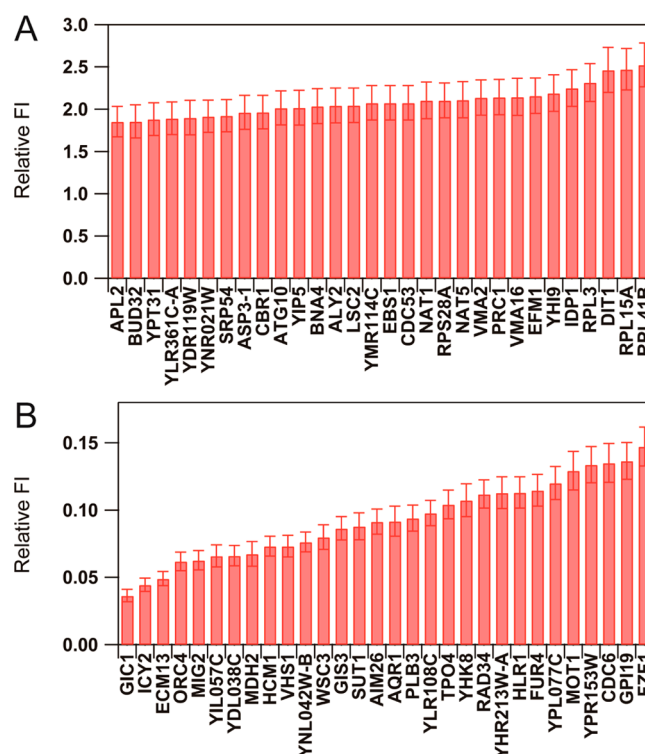 A
Relative FI
3.0
2.5
2.0
1.5
1.0
0.5
0.0
APL2
BUD32
YPT31
YLR361C-A
YDR119W
YNR021W
SRP54
ASP3-1
CBR1
ATG10
YIP5
BNA4
ALY2
LSC2
YMR114C
EBS1
CDC53
NAT1
RPS28A
NAT5
VMA2
PRC1
VMA16
EFM1
YHI9
IDP1
RPL3
DIT1
RPL15A
B
Relative FI
0.15
0.10
0.05
0.00
GIC1
ICY2
ECM13
ORC4
MIG2
YIL057C
YDL038C
MDH2
HCM1
VHS1
YNL042W-B
WSC3
GIS3
SUT1
AIM26
AQR1
PLB3
YLR108C
TPO4
YHK8
RAD34
YHR213W-A
HLR1
FUR4
YPL077C
MOT1
YPR153W
CDC6
GPI19